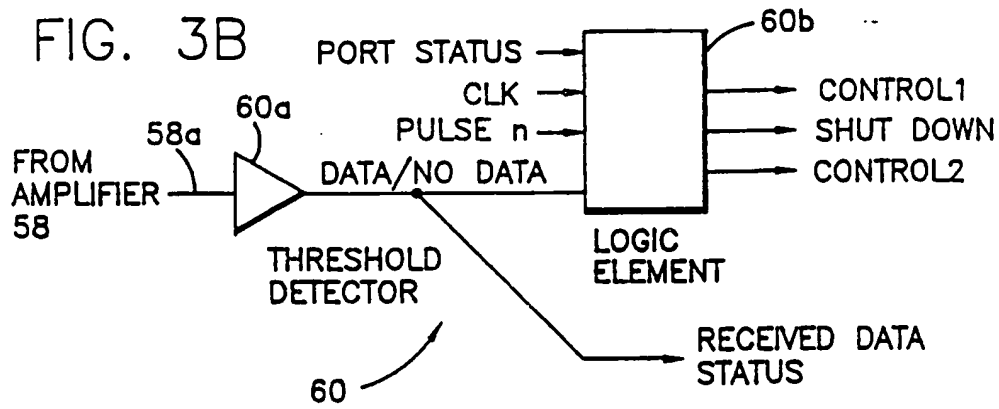 FIG. 3B
60b
PORT STATUS
CLK
PULSE n
CONTROL1
SHUT DOWN
CONTROL2
60a
58a
FROM
AMPLIFIER
58
DATA/NO DATA
THRESHOLD
DETECTOR
LOGIC
ELEMENT
60
RECEIVED DATA
STATUS